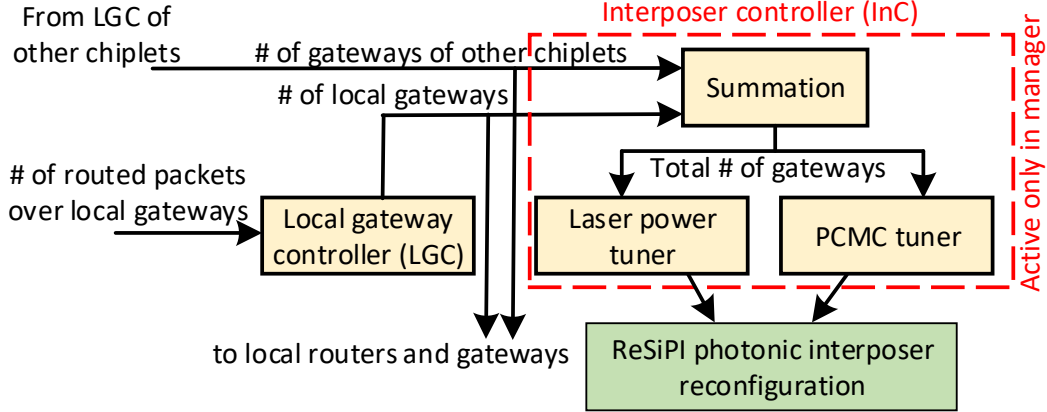 From LGC of
other chiplets
Interposer controller (InC)
# of gateways of other chiplets
# of local gateways
Summation
Active only in manager
Total # of gateways
# of routed packets
over local gateways
Local gateway
controller (LGC)
Laser power
tuner
PCMC tuner
to local routers and gateways
ReSiPI photonic interposer
reconfiguration